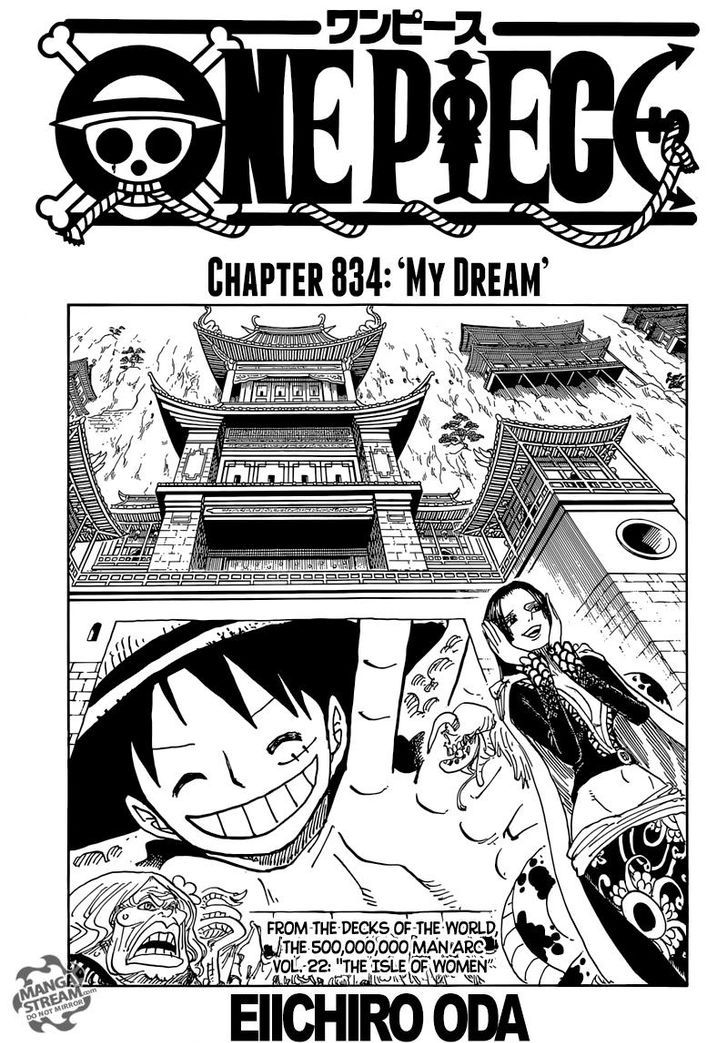 ワンピース
ONE PIECE
CHAPTER 834: ‘MY DREAM’
FROM THE DECKS OF THE WORLD,
THE 500,000,000 MAN ARC
VOL. 22: "THE ISLE OF WOMEN"
MANGA
STREAM.com
DO NOT MIRROR
EIICHIRO ODA